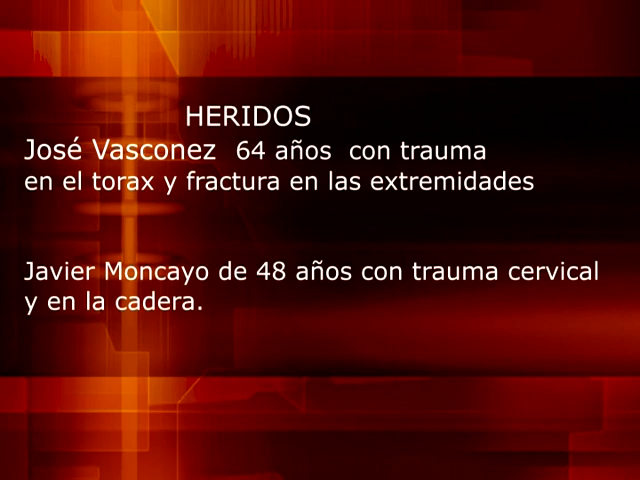 HERIDOS
José Vasconez 64 años con trauma
en el torax y fractura en las extremidades
Javier Moncayo de 48 años con trauma cervical
y en la cadera.